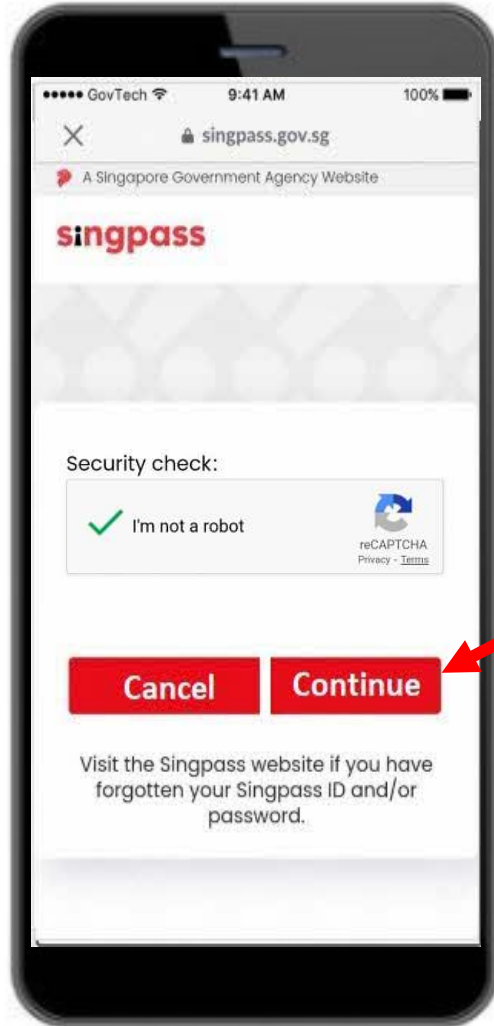 GovTech 9:41 AM 100%
singpass.gov.sg
A Singapore Government Agency Website
singpass
Security check:
I'm not a robot
reCAPTCHA
Privacy - Terms
Cancel Continue
Visit the Singpass website if you have
forgotten your Singpass ID and/or
password.